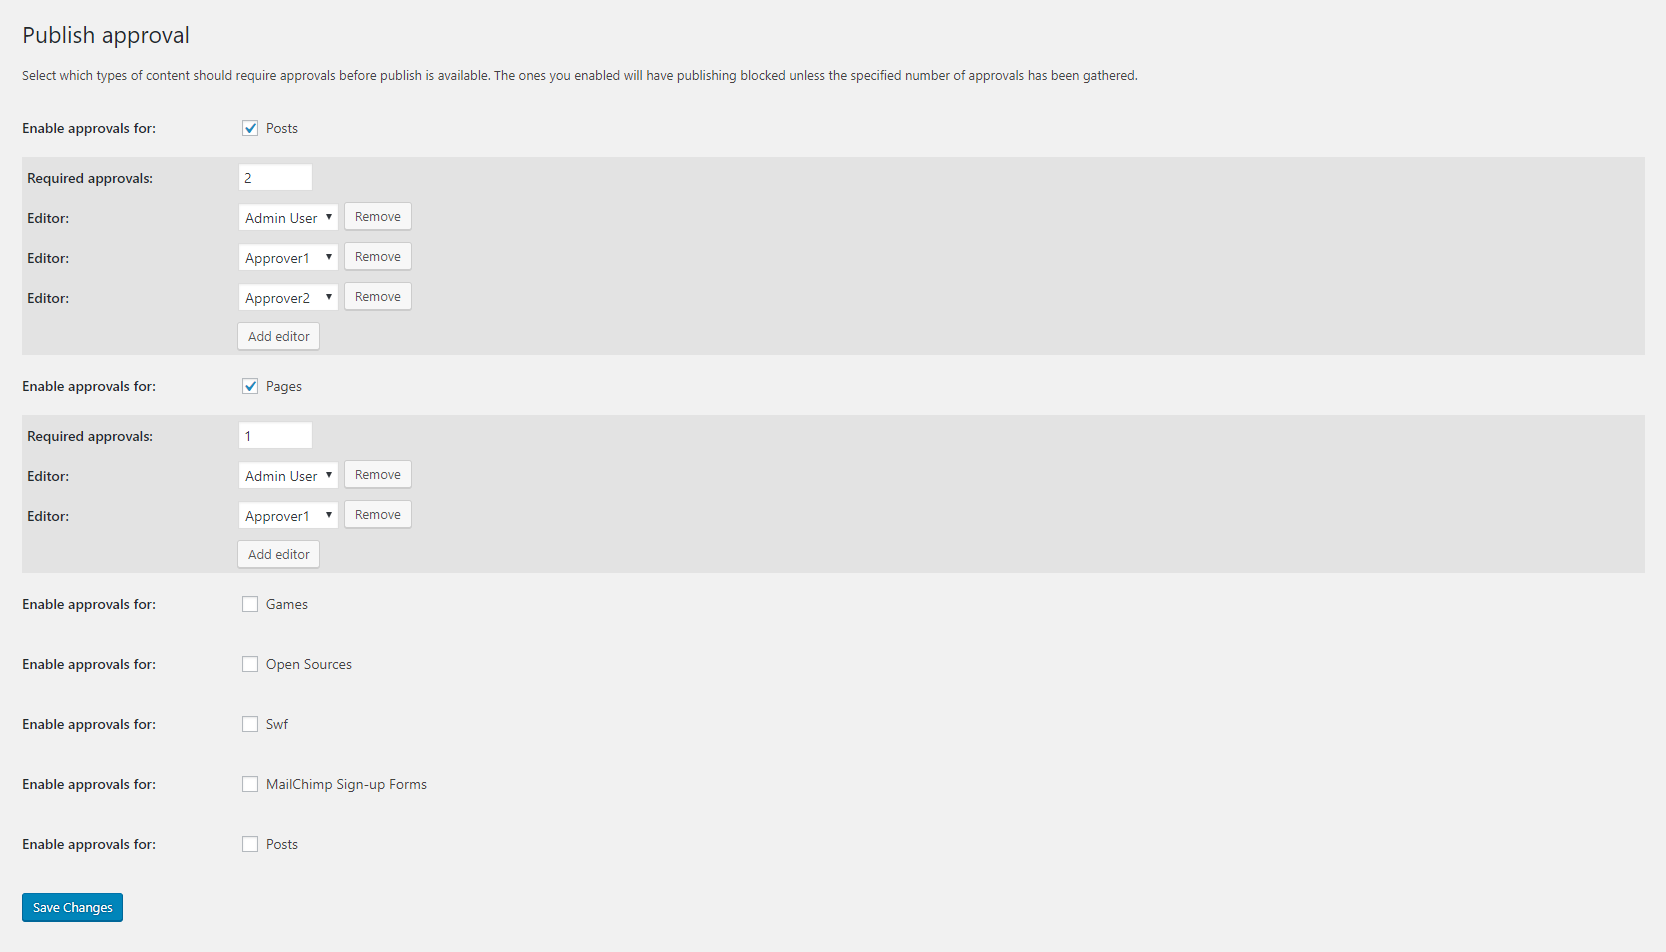 Publish approval
Select which types of content should require approvals before publish is available. The ones you enabled will have publishing blocked unless the specified number of approvals has been gathered.
Enable approvals for: Posts
Required approvals: 2
Editor: Admin User Remove
Editor: Approver1 Remove
Editor: Approver2 Remove
Add editor
Enable approvals for: Pages
Required approvals: 1
Editor: Admin User Remove
Editor: Approver1 Remove
Add editor
Enable approvals for: Games
Enable approvals for: Open Sources
Enable approvals for: Swf
Enable approvals for: MailChimp Sign-up Forms
Enable approvals for: Posts
Save Changes